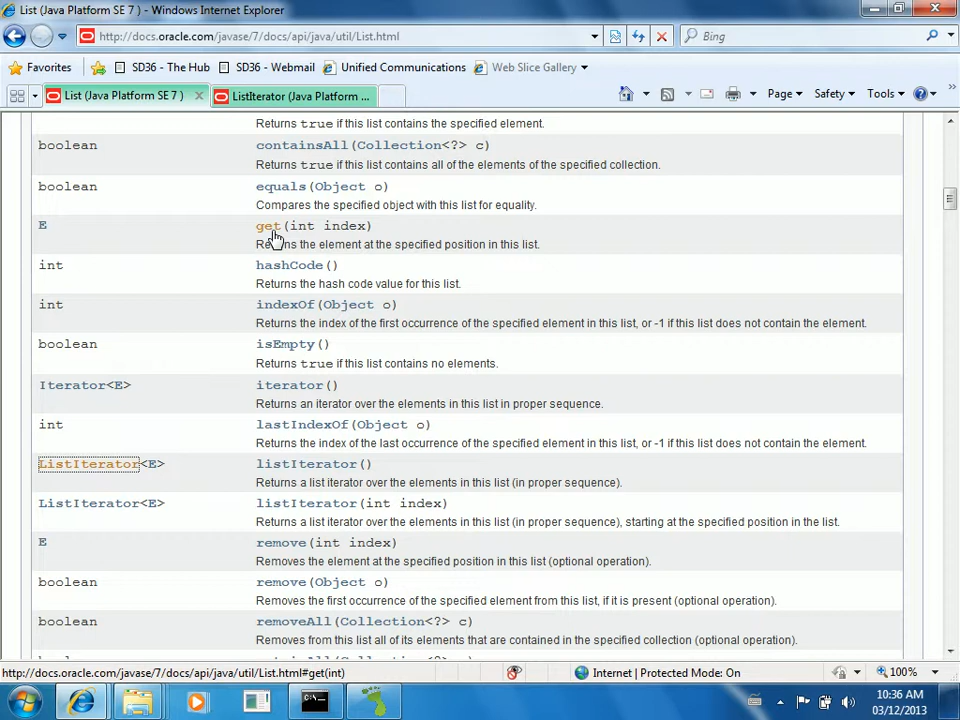 List (Java Platform SE 7 ) - Windows Internet Explorer
http://docs.oracle.com/javase/7/docs/api/java/util/List.html
Bing
Favorites
SD36 - The Hub
SD36 - Webmail
Unified Communications
Web Slice Gallery
List (Java Platform SE 7 )
ListIterator (Java Platform ...
Page
Safety
Tools
Returns true if this list contains the specified element.
boolean containsAll(Collection<?> c)
Returns true if this list contains all of the elements of the specified collection.
boolean equals(Object o)
Compares the specified object with this list for equality.
E get(int index)
Returns the element at the specified position in this list.
int hashCode()
Returns the hash code value for this list.
int indexOf(Object o)
Returns the index of the first occurrence of the specified element in this list, or -1 if this list does not contain the element.
boolean isEmpty()
Returns true if this list contains no elements.
Iterator<E> iterator()
Returns an iterator over the elements in this list in proper sequence.
int lastIndexOf(Object o)
Returns the index of the last occurrence of the specified element in this list, or -1 if this list does not contain the element.
ListIterator<E> listIterator()
Returns a list iterator over the elements in this list (in proper sequence).
ListIterator<E> listIterator(int index)
Returns a list iterator over the elements in this list (in proper sequence), starting at the specified position in the list.
E remove(int index)
Removes the element at the specified position in this list (optional operation).
boolean remove(Object o)
Removes the first occurrence of the specified element from this list, if it is present (optional operation).
boolean removeAll(Collection<?> c)
Removes from this list all of its elements that are contained in the specified collection (optional operation).
http://docs.oracle.com/javase/7/docs/api/java/util/List.html#get(int)
Internet | Protected Mode: On
100%
10:36 AM
03/12/2013